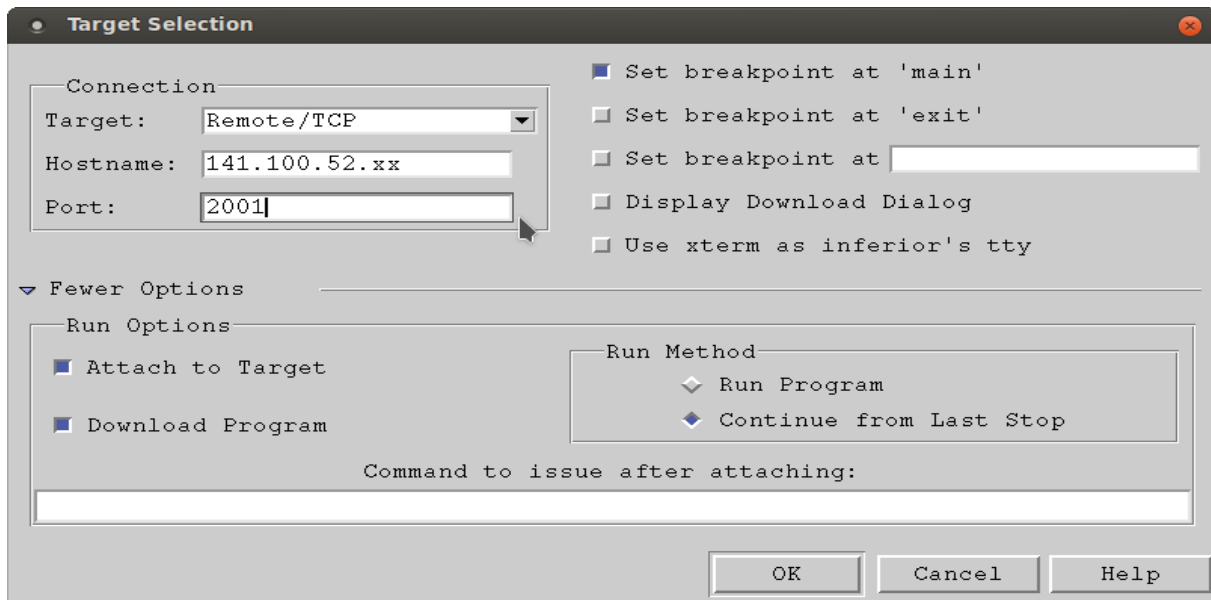 Target Selection
Connection
Target: Remote/TCP
Hostname: 141.100.52.xx
Port: 2001
Set breakpoint at 'main'
Set breakpoint at 'exit'
Set breakpoint at
Display Download Dialog
Use xterm as inferior's tty
Fewer Options
Run Options
Attach to Target
Download Program
Run Method
Run Program
Continue from Last Stop
Command to issue after attaching:
OK Cancel Help